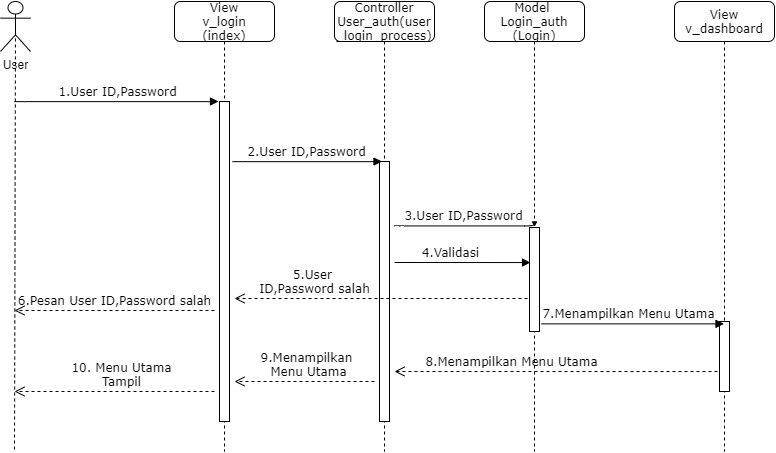 View
v_login
(index)
Controller
User_auth(user
login_process)
Model
Login_auth
(Login)
View
v_dashboard
User
1.User ID,Password
2.User ID,Password
3.User ID,Password
4.Validasi
5.User
ID,Password salah
6.Pesan User ID,Password salah
7.Menampilkan Menu Utama
8.Menampilkan Menu Utama
9.Menampilkan
Menu Utama
10. Menu Utama
Tampil